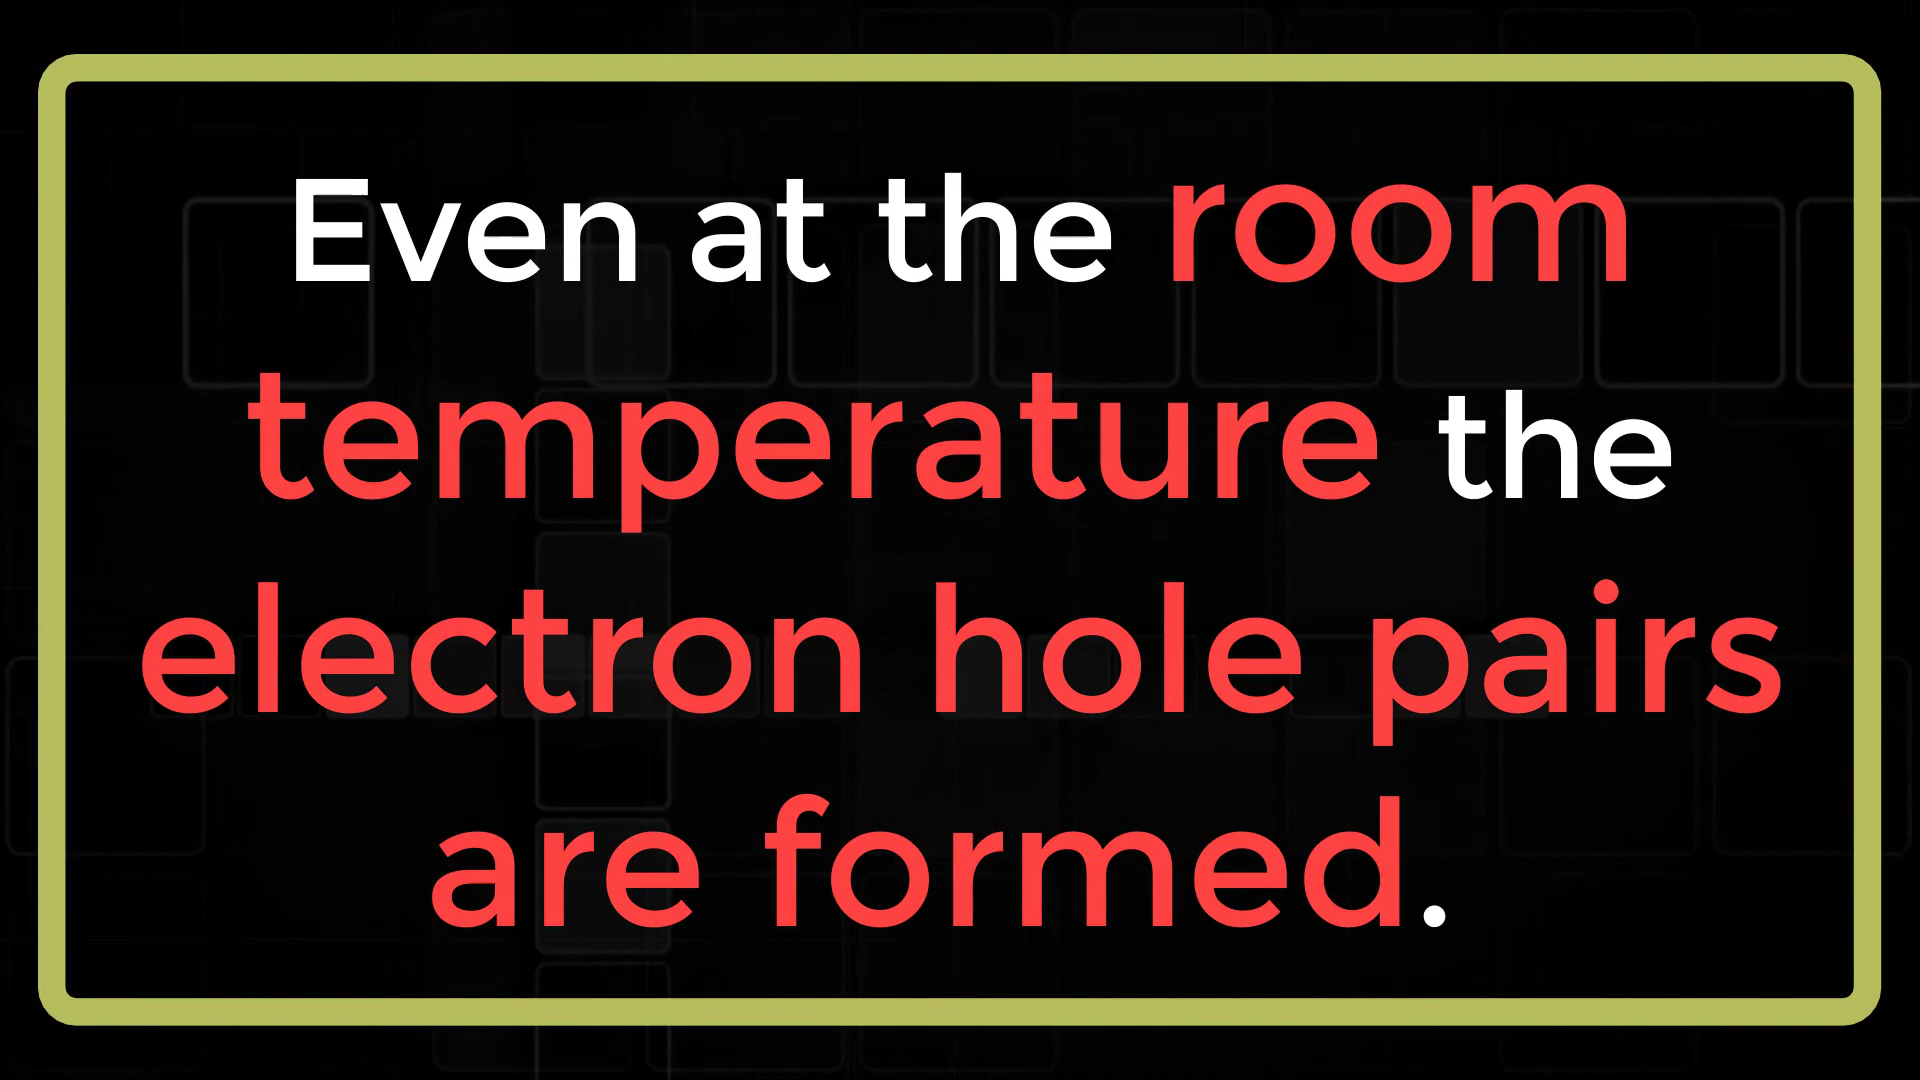 Even at the room
temperature the
electron hole pairs
are formed.